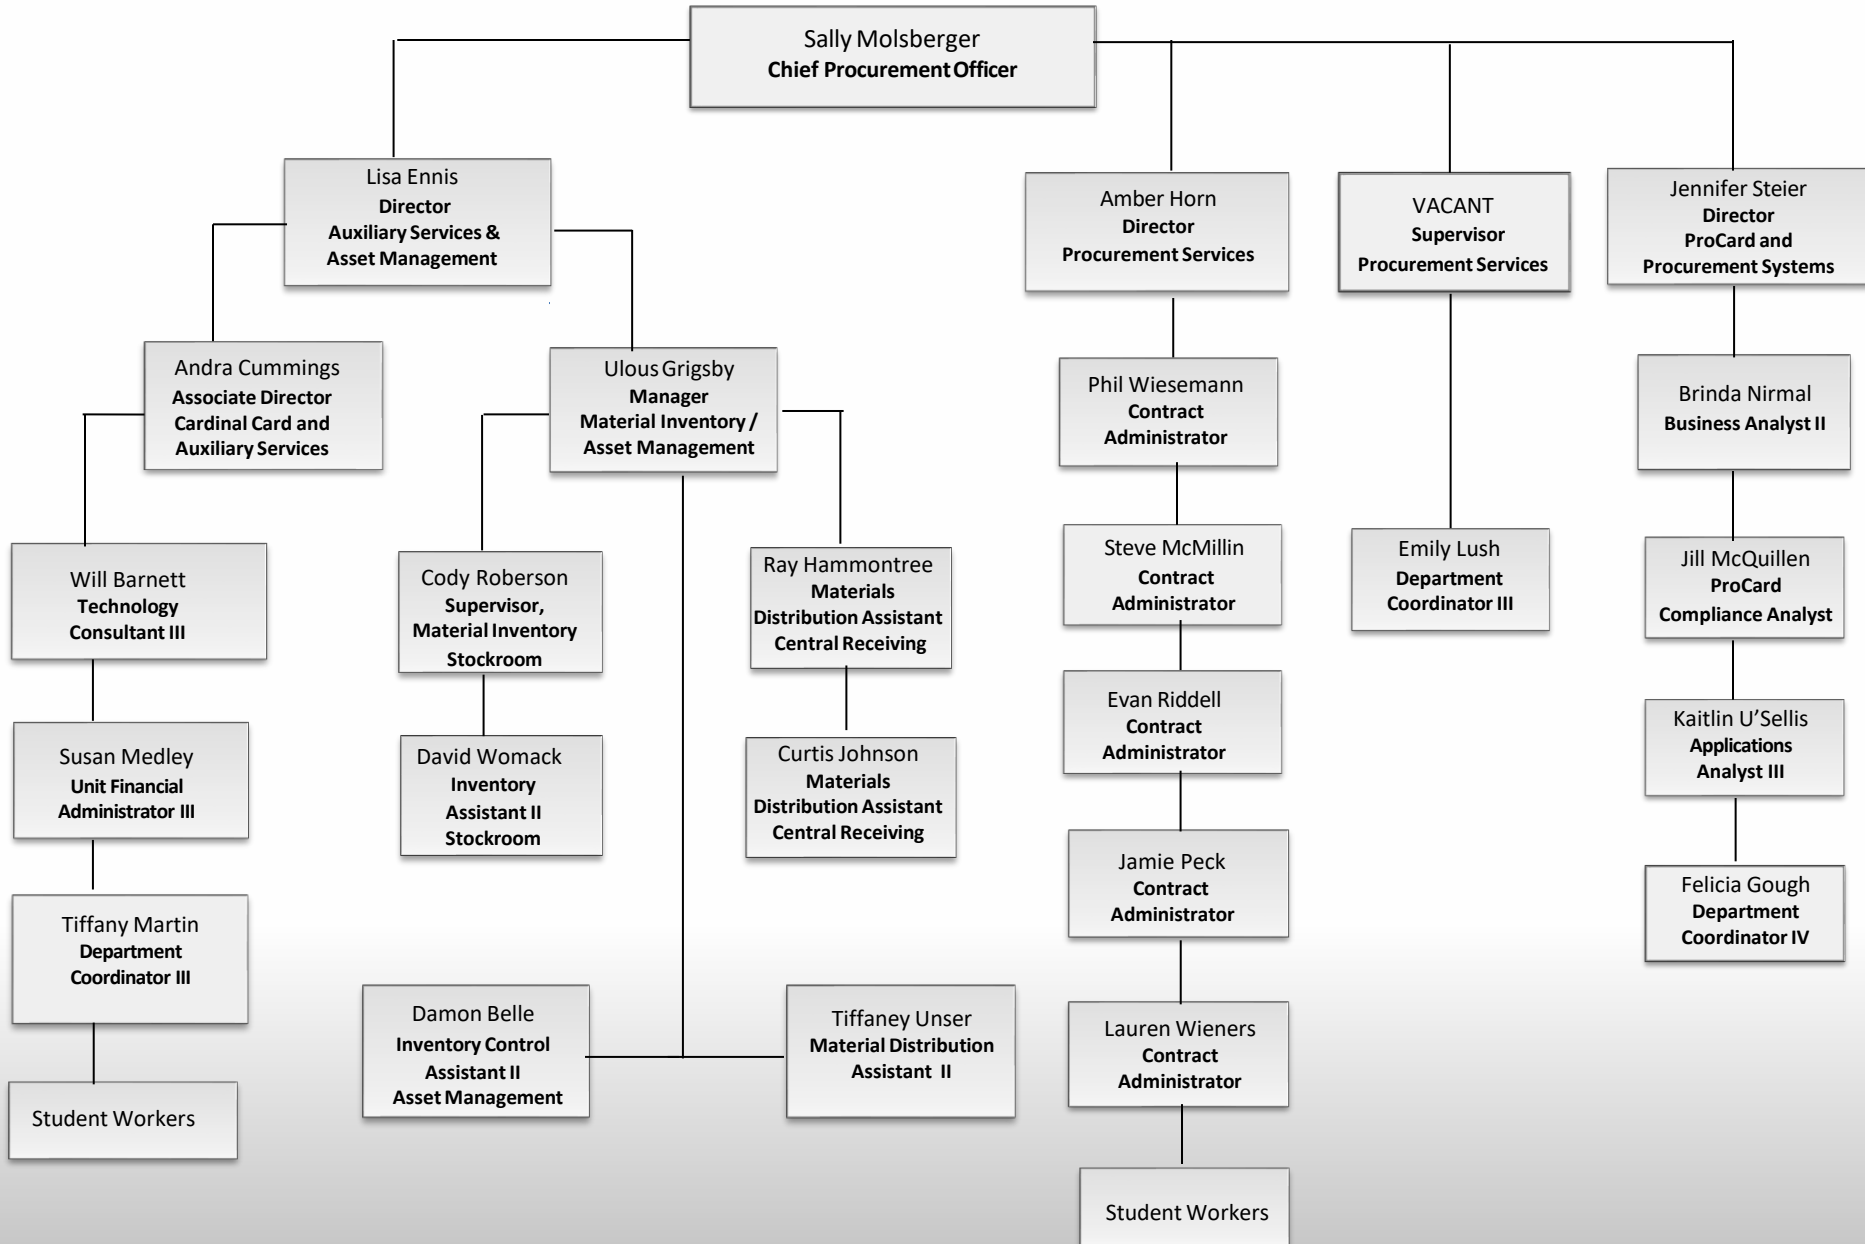 Sally Molsberger
Chief Procurement Officer
Lisa Ennis
Director
Auxiliary Services &
Asset Management
Amber Horn
Director
Procurement Services
VACANT
Supervisor
Procurement Services
Jennifer Steier
Director
ProCard and
Procurement Systems
Andra Cummings
Associate Director
Cardinal Card and
Auxiliary Services
Ulous Grigsby
Manager
Material Inventory /
Asset Management
Phil Wiesemann
Contract
Administrator
Brinda Nirmal
Business Analyst II
Will Barnett
Technology
Consultant III
Cody Roberson
Supervisor,
Material Inventory
Stockroom
Ray Hammontree
Materials
Distribution Assistant
Central Receiving
Steve McMillin
Contract
Administrator
Emily Lush
Department
Coordinator III
Jill McQuillen
ProCard
Compliance Analyst
Susan Medley
Unit Financial
Administrator III
David Womack
Inventory
Assistant II
Stockroom
Curtis Johnson
Materials
Distribution Assistant
Central Receiving
Evan Riddell
Contract
Administrator
Kaitlin U’Sellis
Applications
Analyst III
Tiffany Martin
Department
Coordinator III
Jamie Peck
Contract
Administrator
Felicia Gough
Department
Coordinator IV
Damon Belle
Inventory Control
Assistant II
Asset Management
Tiffaney Unser
Material Distribution
Assistant II
Lauren Wieners
Contract
Administrator
Student Workers
Student Workers